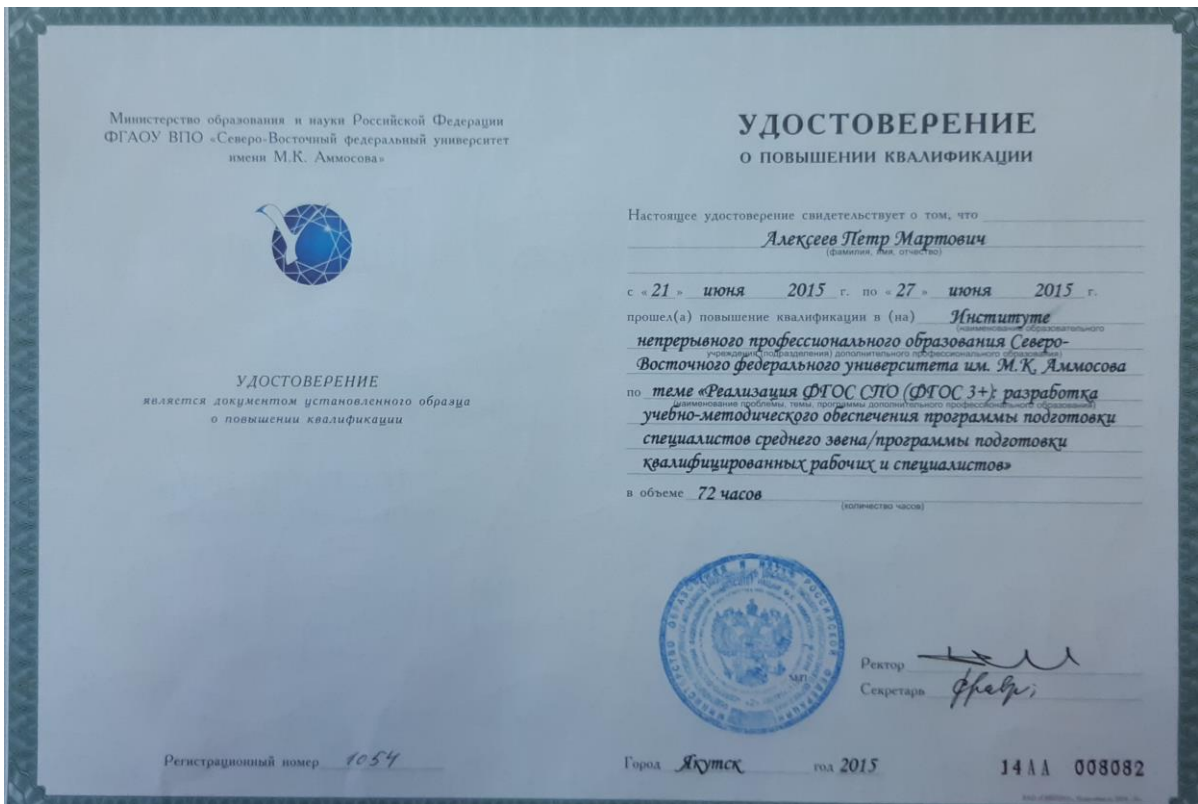 Министерство образования и науки Российской Федерации
ФГАОУ ВПО «Северо-Восточный федеральный университет
имени М.К. Аммосова»
УДОСТОВЕРЕНИЕ
является документом установленного образца
о повышении квалификации
Регистрационный номер 1054
УДОСТОВЕРЕНИЕ
О ПОВЫШЕНИИ КВАЛИФИКАЦИИ
Настоящее удостоверение свидетельствует о том, что
Алексеев Петр Мартович
(фамилия, имя, отчество)
с «21» июня 2015 г. по «27» июня 2015 г.
прошел(а) повышение квалификации в (на) Институте
(наименование образовательного
непрерывного профессионального образования Северо-
учреждения (подразделения) дополнительного профессионального образования)
Восточного федерального университета им. М.К. Аммосова
по теме «Реализация ФГОС СПО (ФГОС 3+): разработка
(наименование проблемы, темы, программы дополнительного профессионального образования)
учебно-методического обеспечения программы подготовки
специалистов среднего звена/программы подготовки
квалифицированных рабочих и специалистов»
в объеме 72 часов
(количество часов)
МИНИСТЕРСТВО ОБРАЗОВАНИЯ И НАУКИ РОССИЙСКОЙ ФЕДЕРАЦИИ
М.П.
Ректор
Секретарь
Город Якутск год 2015
14АА 008082